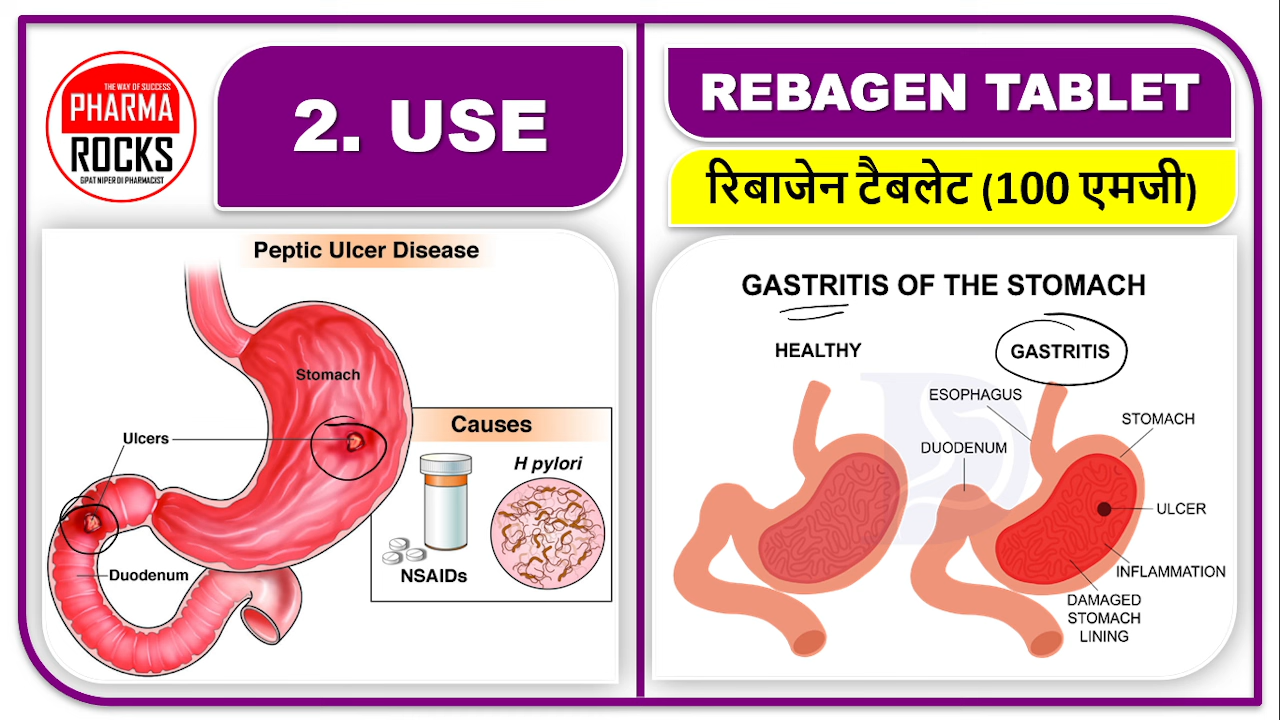 THE WAY OF SUCCESS
PHARMA
ROCKS
GPAT NIPER DI PHARMACIST
2. USE
Peptic Ulcer Disease
Stomach
Ulcers
Duodenum
Causes
H pylori
NSAIDs
REBAGEN TABLET
रिबाजेन टैबलेट (100 एमजी)
GASTRITIS OF THE STOMACH
HEALTHY
GASTRITIS
ESOPHAGUS
STOMACH
DUODENUM
ULCER
INFLAMMATION
DAMAGED
STOMACH
LINING